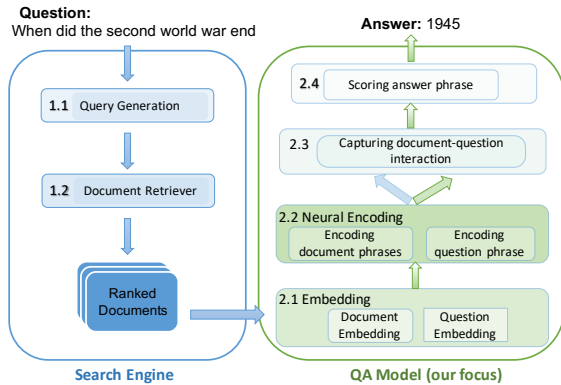 Question:
When did the second world war end
1.1 Query Generation
1.2 Document Retriever
Ranked
Documents
Search Engine
Answer: 1945
2.4 Scoring answer phrase
2.3 Capturing document-question
interaction
2.2 Neural Encoding
Encoding
document phrases
Encoding
question phrase
2.1 Embedding
Document
Embedding
Question
Embedding
QA Model (our focus)